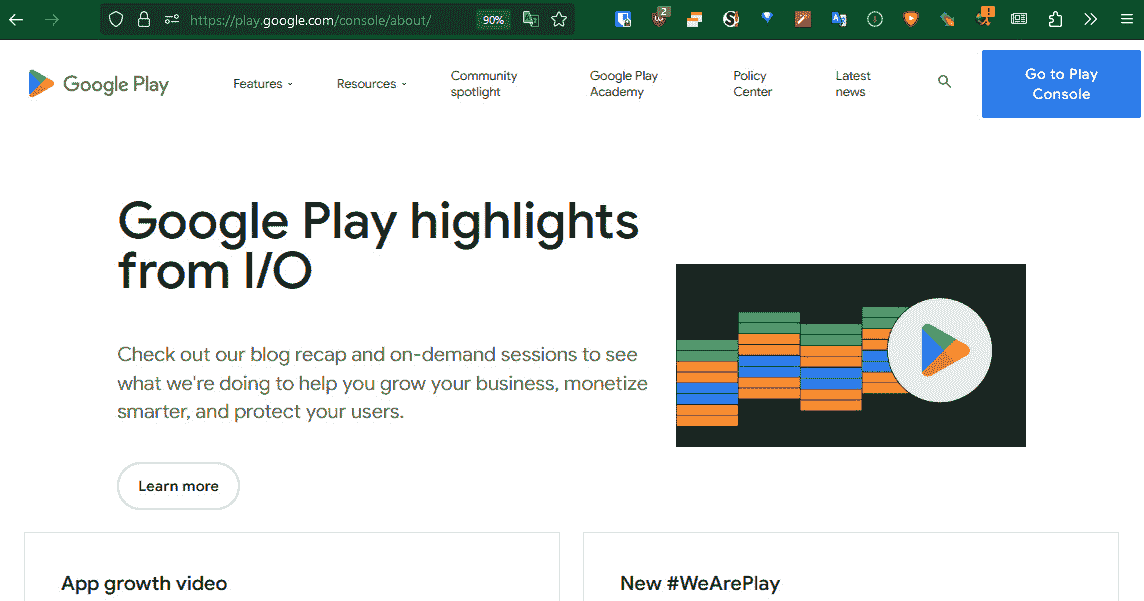 https://play.google.com/console/about/
90%
2
!
Google Play
Features
Resources
Community
spotlight
Google Play
Academy
Policy
Center
Latest
news
Go to Play
Console
Google Play highlights
from I/O
Check out our blog recap and on-demand sessions to see
what we're doing to help you grow your business, monetize
smarter, and protect your users.
Learn more
App growth video
New #WeArePlay